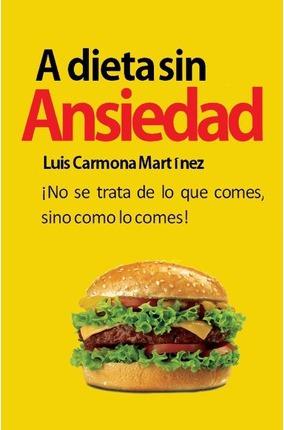 A dieta sin
Ansiedad
Luis Carmona Martínez
¡No se trata de lo que comes,
sino como lo comes!